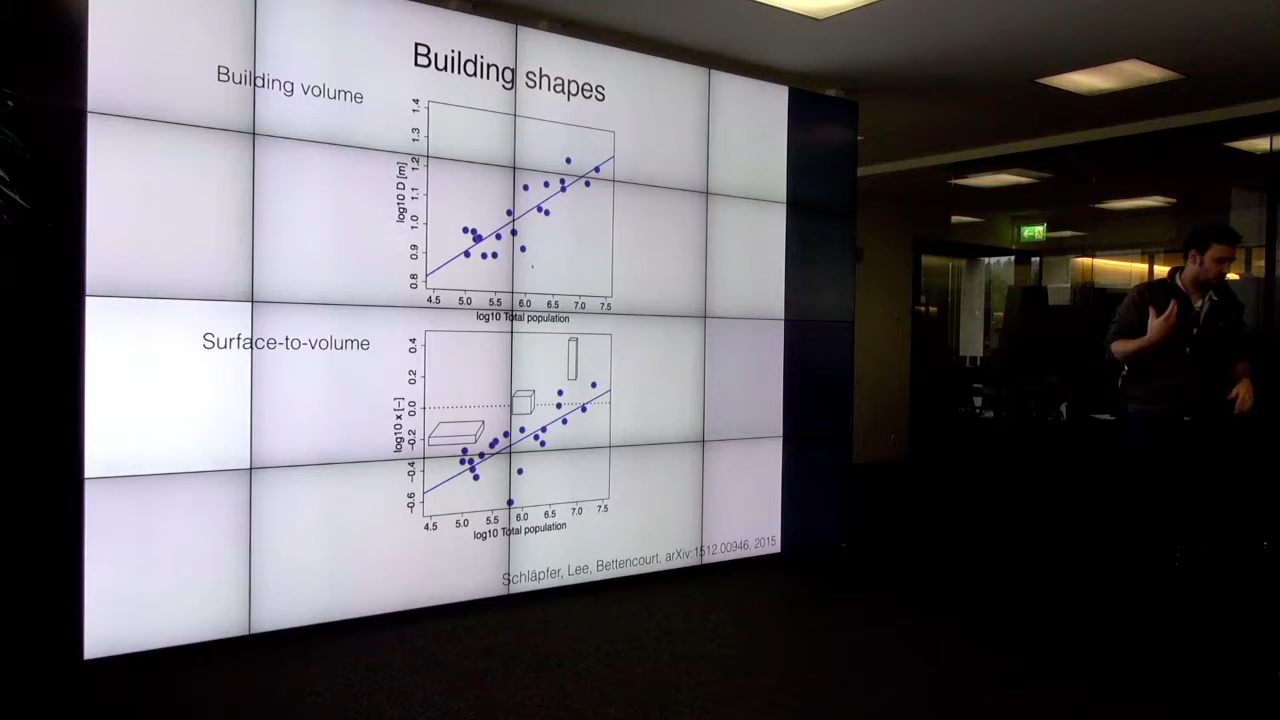 Building shapes
Building volume
log10 D [m]
1.4
1.3
1.2
1.1
1.0
0.9
0.8
4.5 5.0 5.5 6.0 6.5 7.0 7.5
log10 Total population
Surface-to-volume
log10 x [–]
0.4
0.2
0.0
−0.2
−0.4
−0.6
4.5 5.0 5.5 6.0 6.5 7.0 7.5
log10 Total population
Schläpfer, Lee, Bettencourt, arXiv:1512.00946, 2015